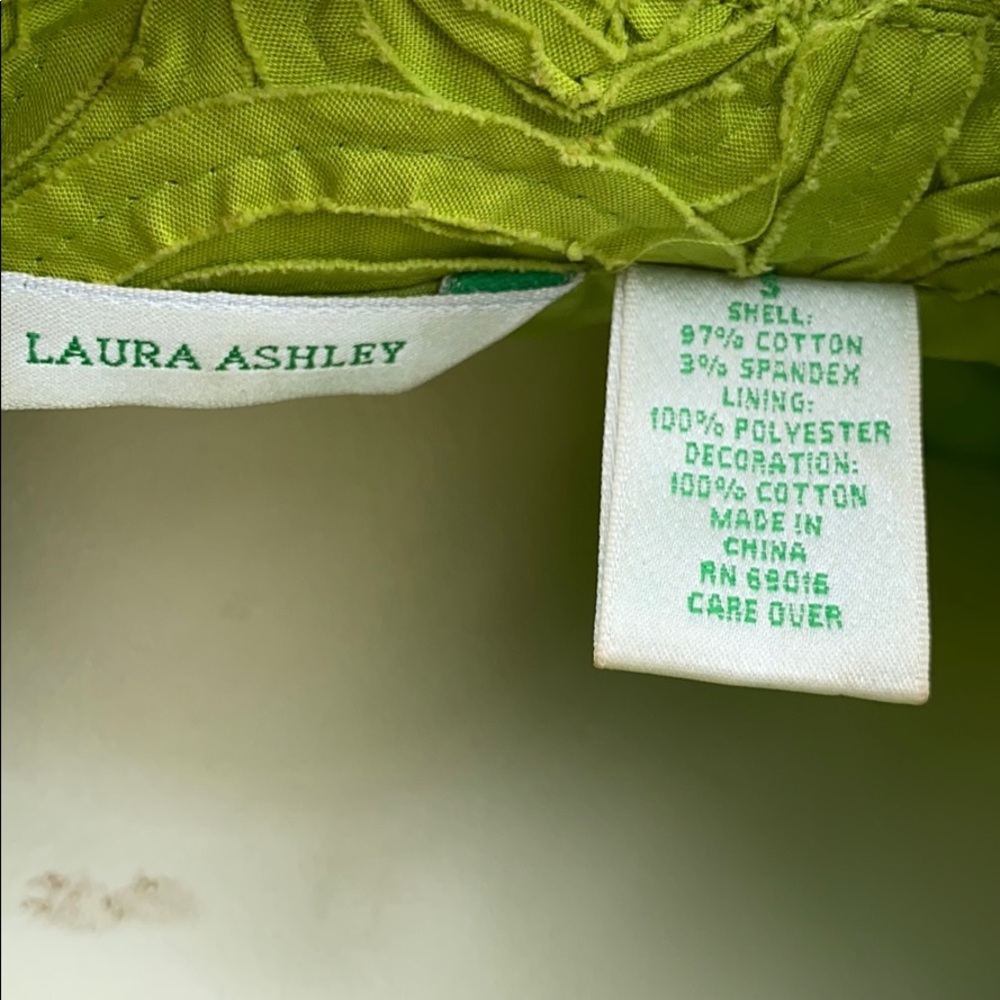 LAURA ASHLEY
SHELL:
97% COTTON
3% SPANDEX
LINING:
100% POLYESTER
DECORATION:
100% COTTON
MADE IN
CHINA
RN 69016
CARE OVER